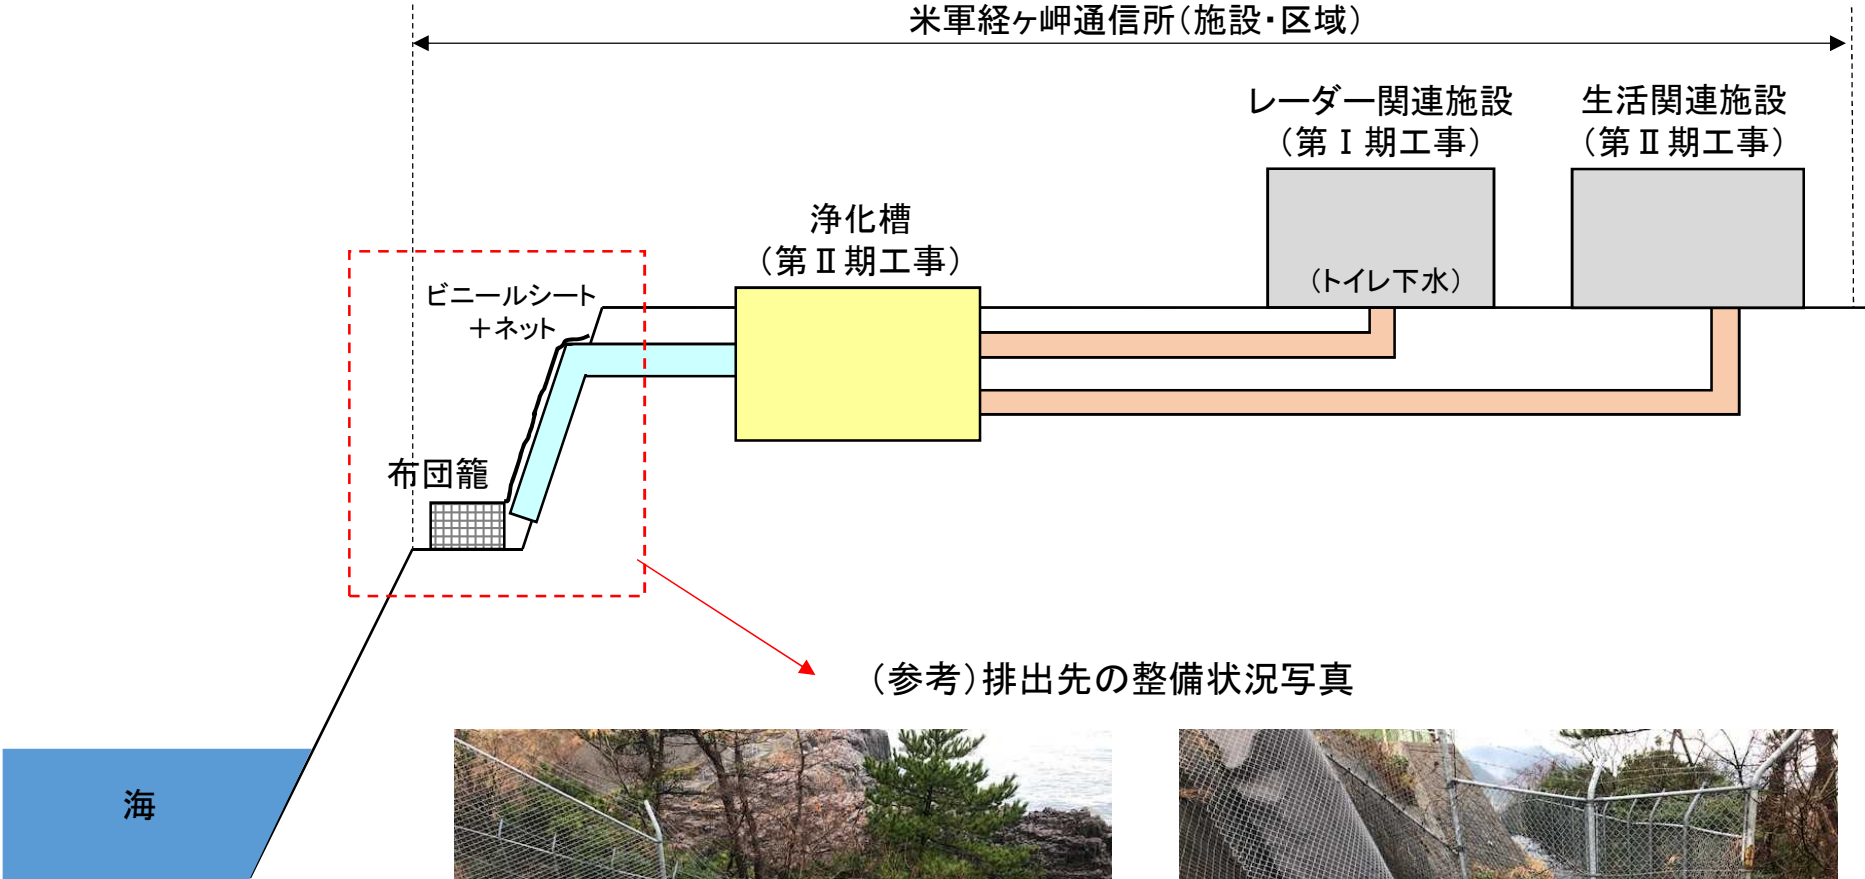 米軍経ヶ岬通信所（施設・区域）
レーダー関連施設
（第Ⅰ期工事）
生活関連施設
（第Ⅱ期工事）
浄化槽
（第Ⅱ期工事）
（トイレ下水）
ビニールシート
＋ネット
布団籠
（参考）排出先の整備状況写真
海